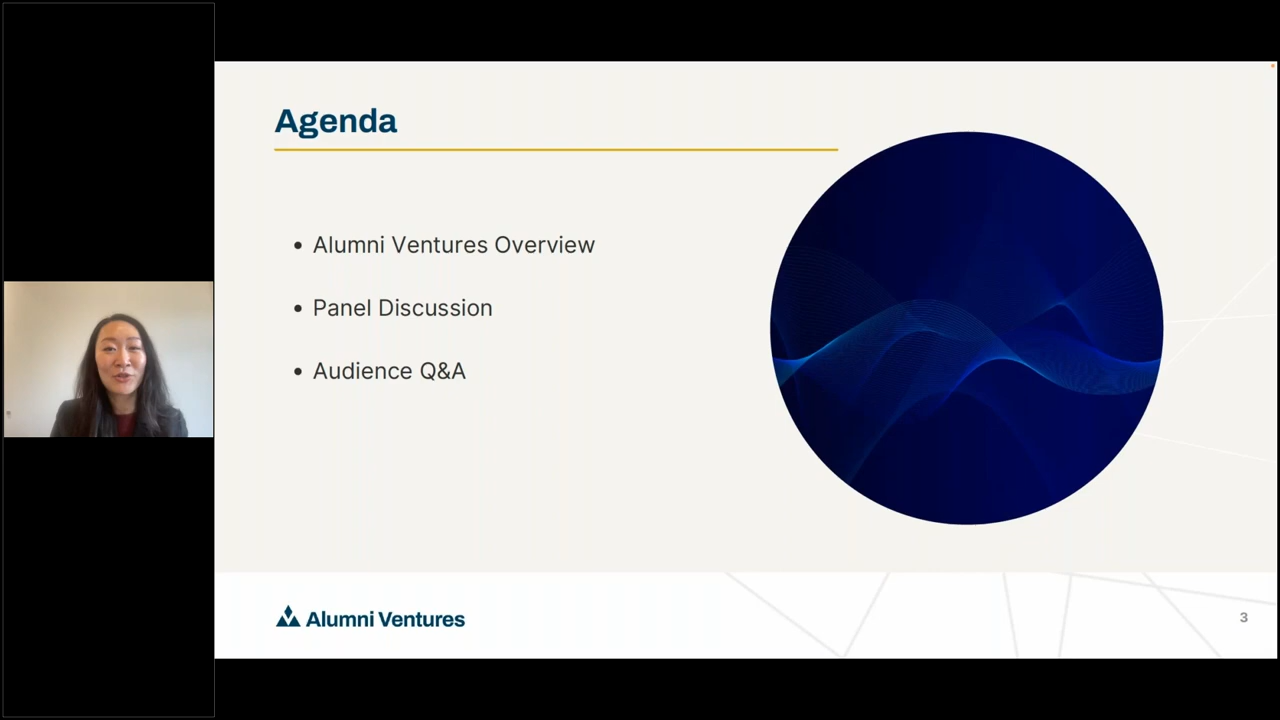 Agenda
• Alumni Ventures Overview
• Panel Discussion
• Audience Q&A
Alumni Ventures
3